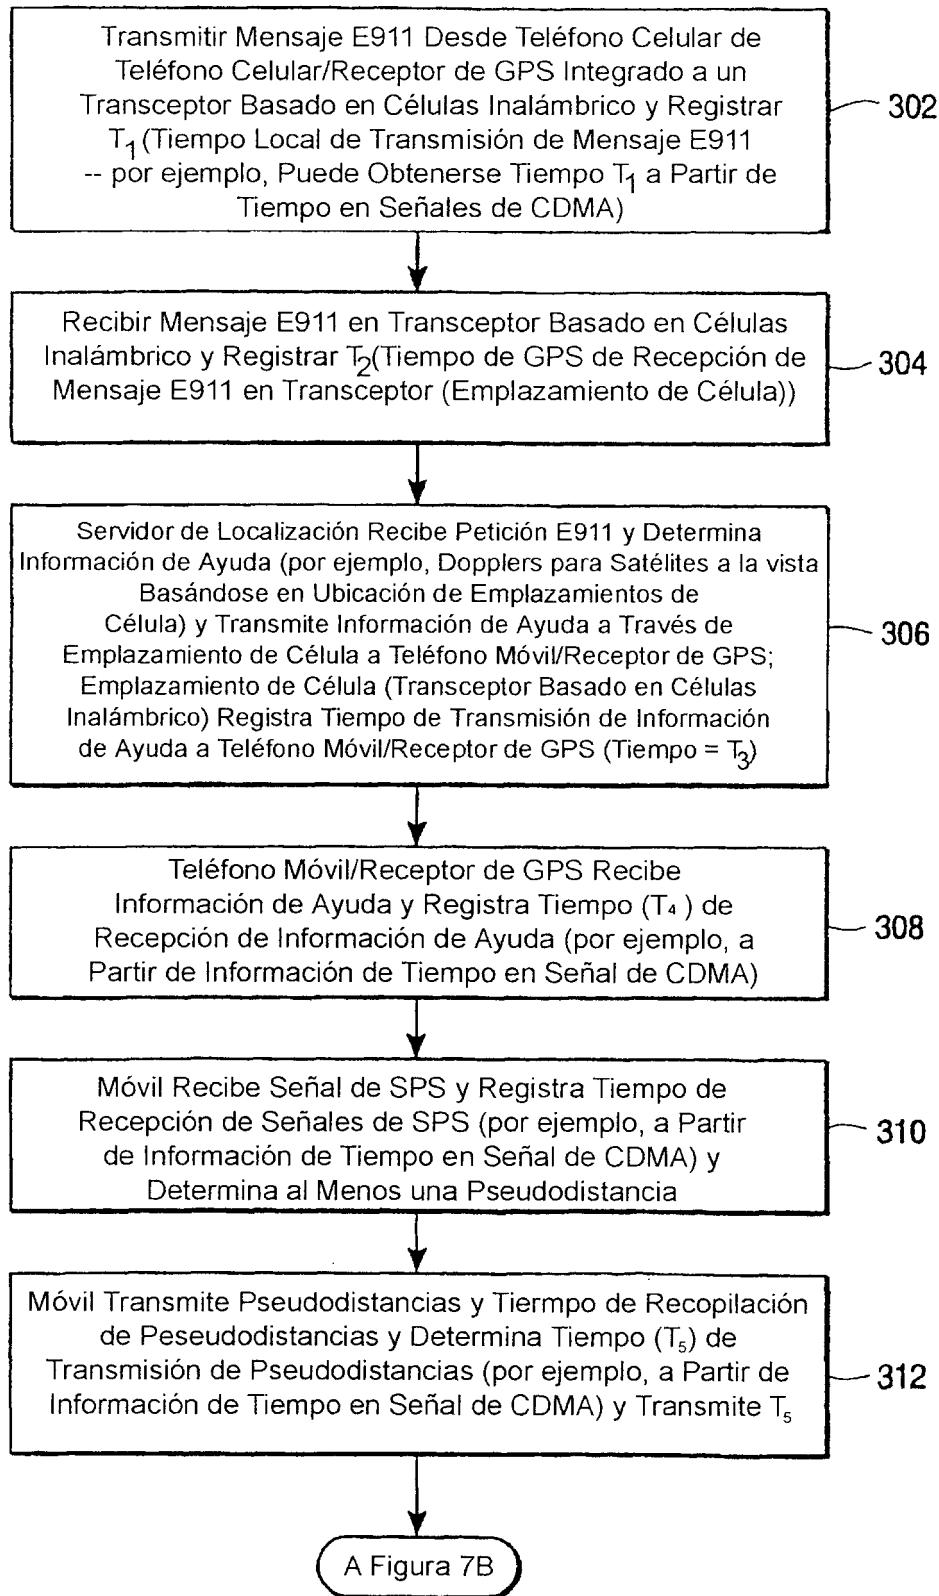 Transmitir Mensaje E911 Desde Teléfono Celular de
Teléfono Celular/Receptor de GPS Integrado a un
Transceptor Basado en Células Inalámbrico y Registrar
T1 (Tiempo Local de Transmisión de Mensaje E911
-- por ejemplo, Puede Obtenerse Tiempo T1 a Partir de
Tiempo en Señales de CDMA)
302
Recibir Mensaje E911 en Transceptor Basado en Células
Inalámbrico y Registrar T2(Tiempo de GPS de Recepción de
Mensaje E911 en Transceptor (Emplazamiento de Célula))
304
Servidor de Localización Recibe Petición E911 y Determina
Información de Ayuda (por ejemplo, Dopplers para Satélites a la vista
Basándose en Ubicación de Emplazamientos de
Célula) y Transmite Información de Ayuda a Través de
Emplazamiento de Célula a Teléfono Móvil/Receptor de GPS;
Emplazamiento de Célula (Transceptor Basado en Células
Inalámbrico) Registra Tiempo de Transmisión de Información
de Ayuda a Teléfono Móvil/Receptor de GPS (Tiempo = T3)
306
Teléfono Móvil/Receptor de GPS Recibe
Información de Ayuda y Registra Tiempo (T4 ) de
Recepción de Información de Ayuda (por ejemplo, a
Partir de Información de Tiempo en Señal de CDMA)
308
Móvil Recibe Señal de SPS y Registra Tiempo de
Recepción de Señales de SPS (por ejemplo, a Partir
de Información de Tiempo en Señal de CDMA) y
Determina al Menos una Pseudodistancia
310
Móvil Transmite Pseudodistancias y Tiermpo de Recopilación
de Peseudodistancias y Determina Tiempo (T5) de
Transmisión de Pseudodistancias (por ejemplo, a Partir de
Información de Tiempo en Señal de CDMA) y Transmite T5
312
A Figura 7B